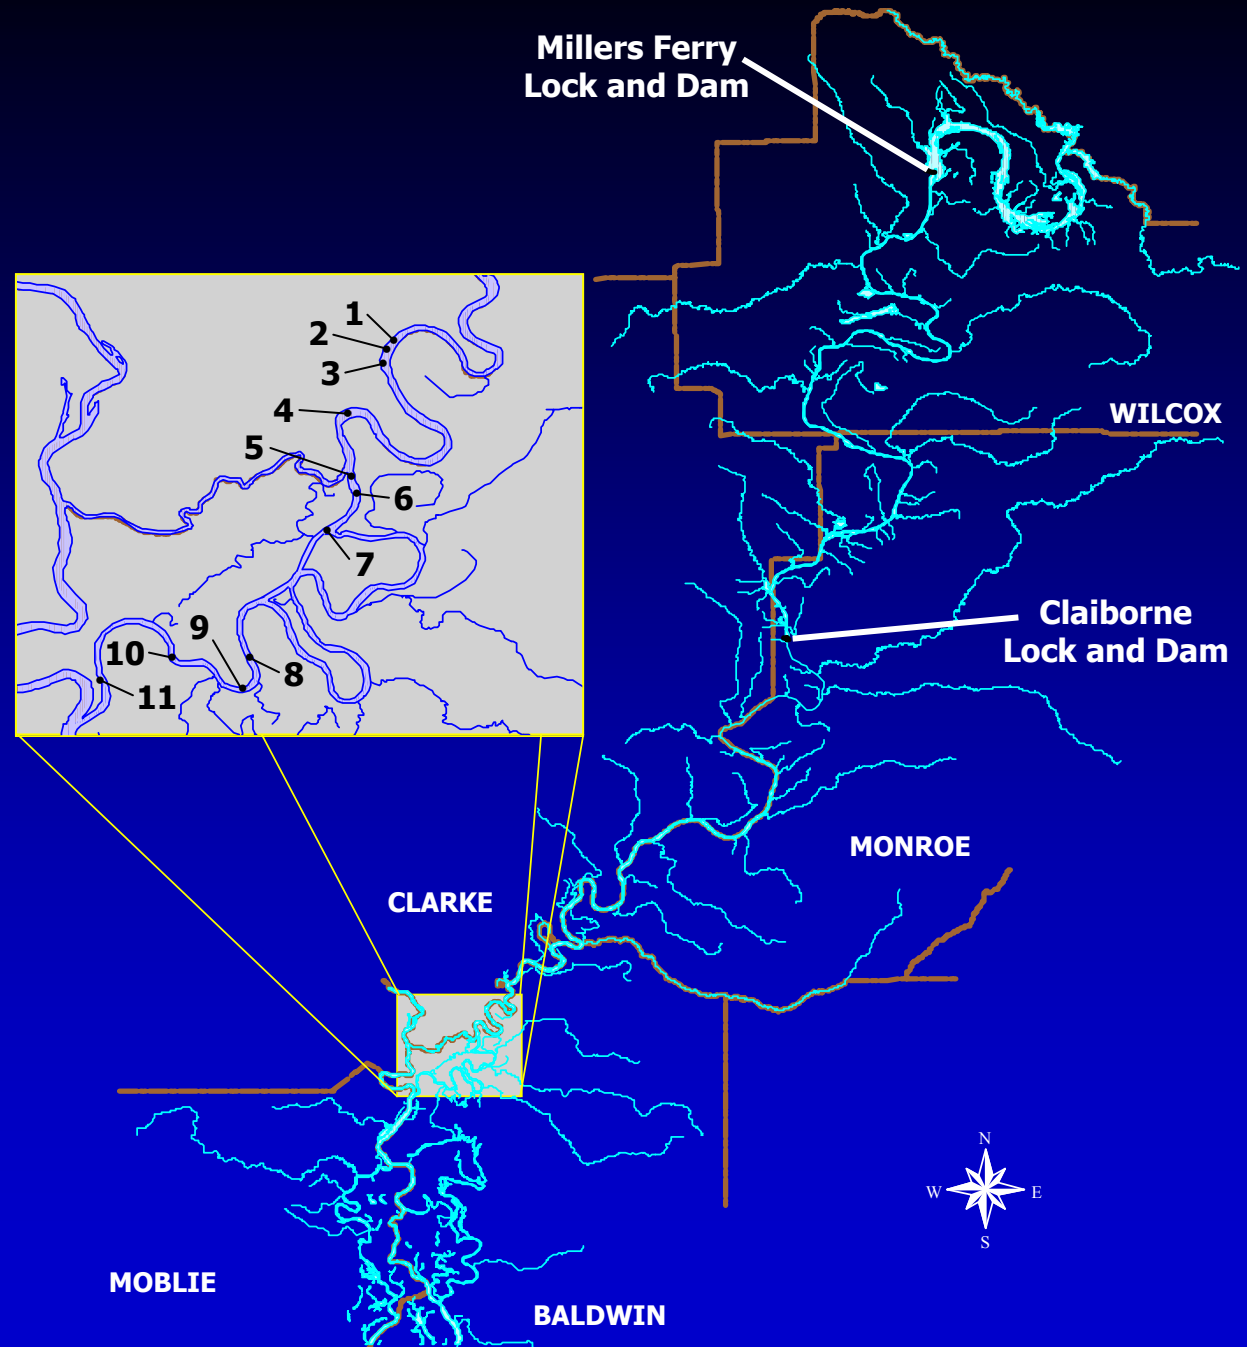 Millers Ferry
Lock and Dam
1
2
3
4
5
6
7
8
9
10
11
WILCOX
Claiborne
Lock and Dam
MONROE
CLARKE
N
W
E
S
MOBLIE
BALDWIN